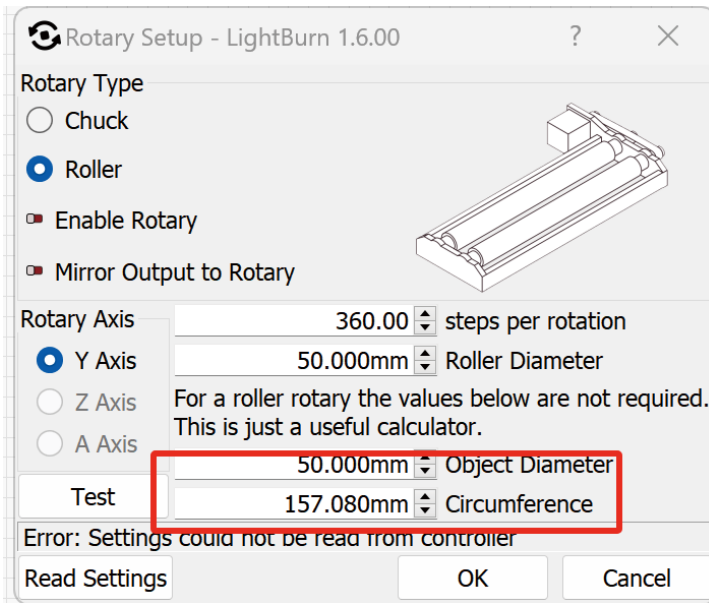 Rotary Setup - LightBurn 1.6.00 ?
Rotary Type
Chuck
Roller
Enable Rotary
Mirror Output to Rotary
Rotary Axis
360.00 steps per rotation
Y Axis
50.000mm Roller Diameter
Z Axis
For a roller rotary the values below are not required.
This is just a useful calculator.
A Axis
50.000mm Object Diameter
Test
157.080mm Circumference
Error: Settings could not be read from controller
Read Settings OK Cancel